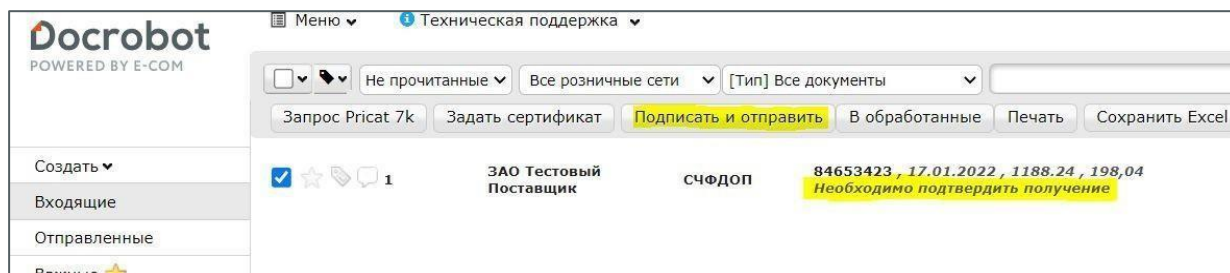 Docrobot
POWERED BY E-COM
Меню
Техническая поддержка
Не прочитанные
Все розничные сети
[Тип] Все документы
Запрос Pricat 7k
Задать сертификат
Подписать и отправить
В обработанные
Печать
Сохранить Excel
Создать
Входящие
Отправленные
Важные
1
ЗАО Тестовый
Поставщик
СЧФДОП
84653423 , 17.01.2022 , 1188.24 , 198,04
Необходимо подтвердить получение